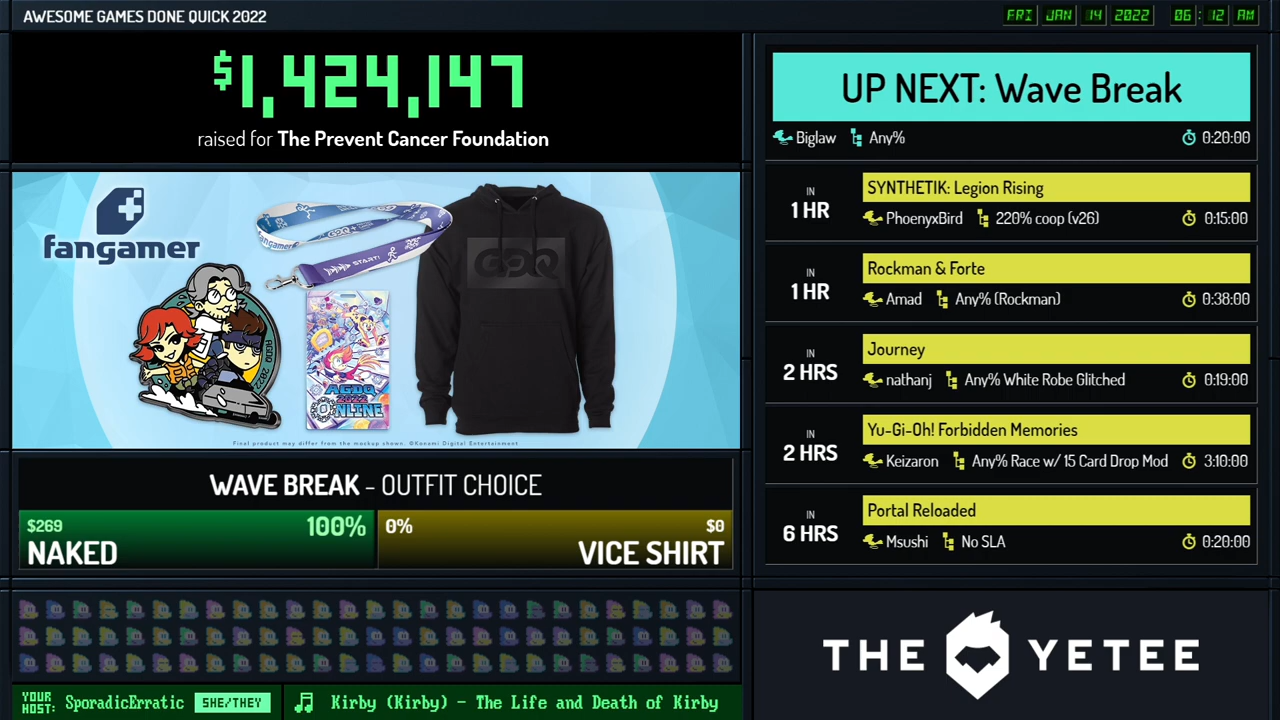 AWESOME GAMES DONE QUICK 2022
FRI JAN 14 2022 06:12 AM
$1,424,147
raised for The Prevent Cancer Foundation
fangamer
fangamer
START!
GDQ
AGDQ 2022
AGDQ
2022
ONLINE
Final product may differ from the mockup shown. ©Konami Digital Entertainment
WAVE BREAK - OUTFIT CHOICE
$269 100% 0% $0
NAKED VICE SHIRT
YOUR HOST: SporadicErratic SHE/THEY Kirby (Kirby) - The Life and Death of Kirby
UP NEXT: Wave Break
Biglaw Any% 0:20:00
IN 1 HR
SYNTHETIK: Legion Rising
PhoenyxBird 220% coop (v26) 0:15:00
IN 1 HR
Rockman & Forte
Amad Any% (Rockman) 0:38:00
IN 2 HRS
Journey
nathanj Any% White Robe Glitched 0:19:00
IN 2 HRS
Yu-Gi-Oh! Forbidden Memories
Keizaron Any% Race w/ 15 Card Drop Mod 3:10:00
IN 6 HRS
Portal Reloaded
Msushi No SLA 0:20:00
THE YETEE